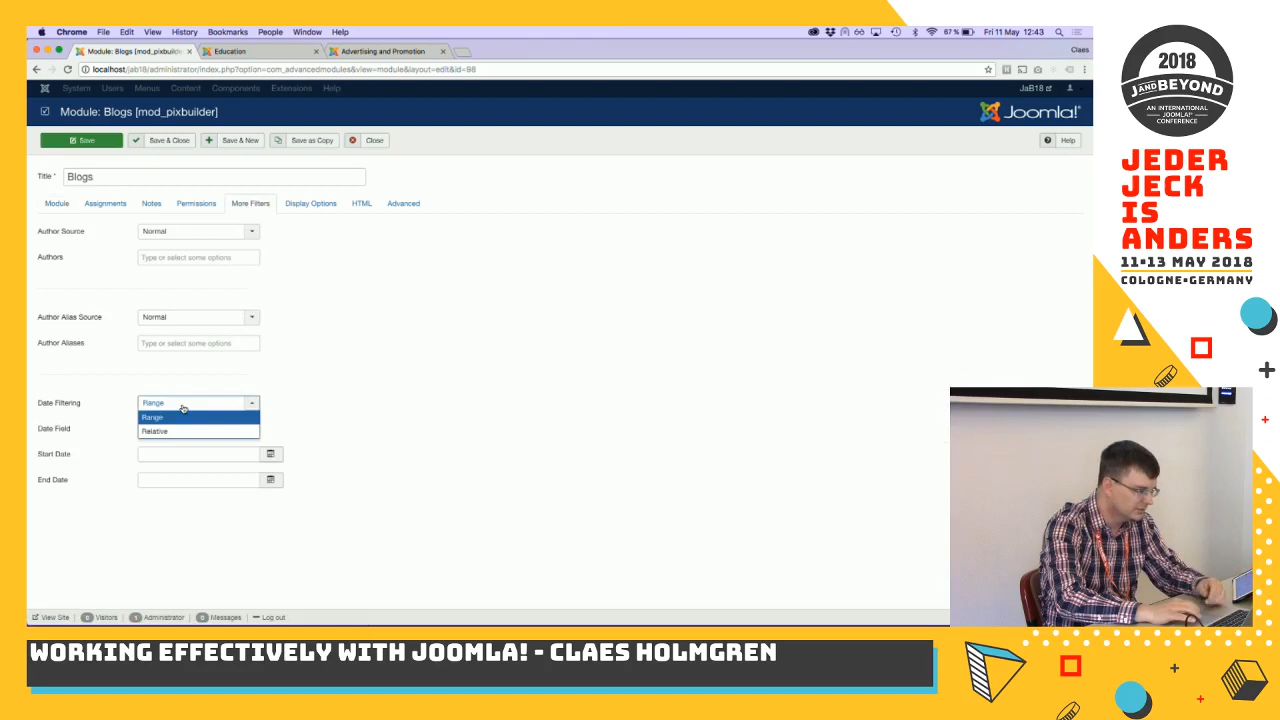 Chrome File Edit View History Bookmarks People Window Help
67 % Fri 11 May 12:43
Module: Blogs [mod_pixbuilde
Education
Advertising and Promotion
Claes
localhost/jab18/administrator/index.php?option=com_advancedmodules&view=module&layout=edit&id=98
System Users Menus Content Components Extensions Help
JaB18
Module: Blogs [mod_pixbuilder]
Joomla!
Save
Save & Close
Save & New
Save as Copy
Close
Help
Title *
Blogs
Module Assignments Notes Permissions More Filters Display Options HTML Advanced
Author Source
Normal
Authors
Type or select some options
Author Alias Source
Normal
Author Aliases
Type or select some options
Date Filtering
Range
Range
Relative
Date Field
Start Date
End Date
View Site
0 Visitors
1 Administrator
0 Messages
Log out
2018
JANDBEYOND
AN INTERNATIONAL
JOOMLA!
CONFERENCE
JEDER
JECK
IS
ANDERS
11-13 MAY 2018
COLOGNE•GERMANY
WORKING EFFECTIVELY WITH JOOMLA! - CLAES HOLMGREN